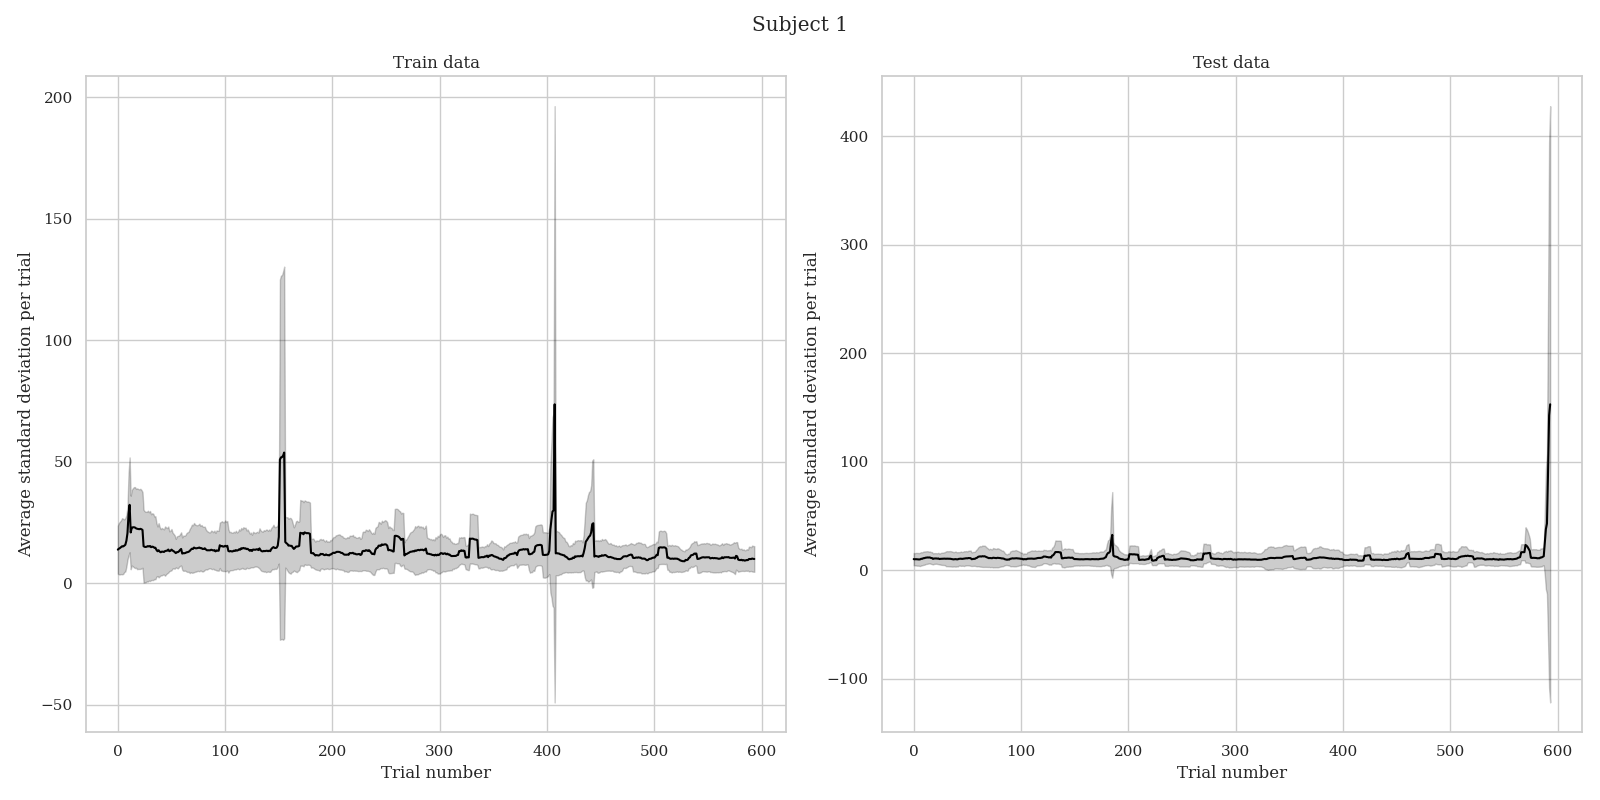 Subject 1
Train data
200
150
100
50
0
−50
0 100 200 300 400 500 600
Trial number
Average standard deviation per trial
Test data
400
300
200
100
0
−100
0 100 200 300 400 500 600
Trial number
Average standard deviation per trial